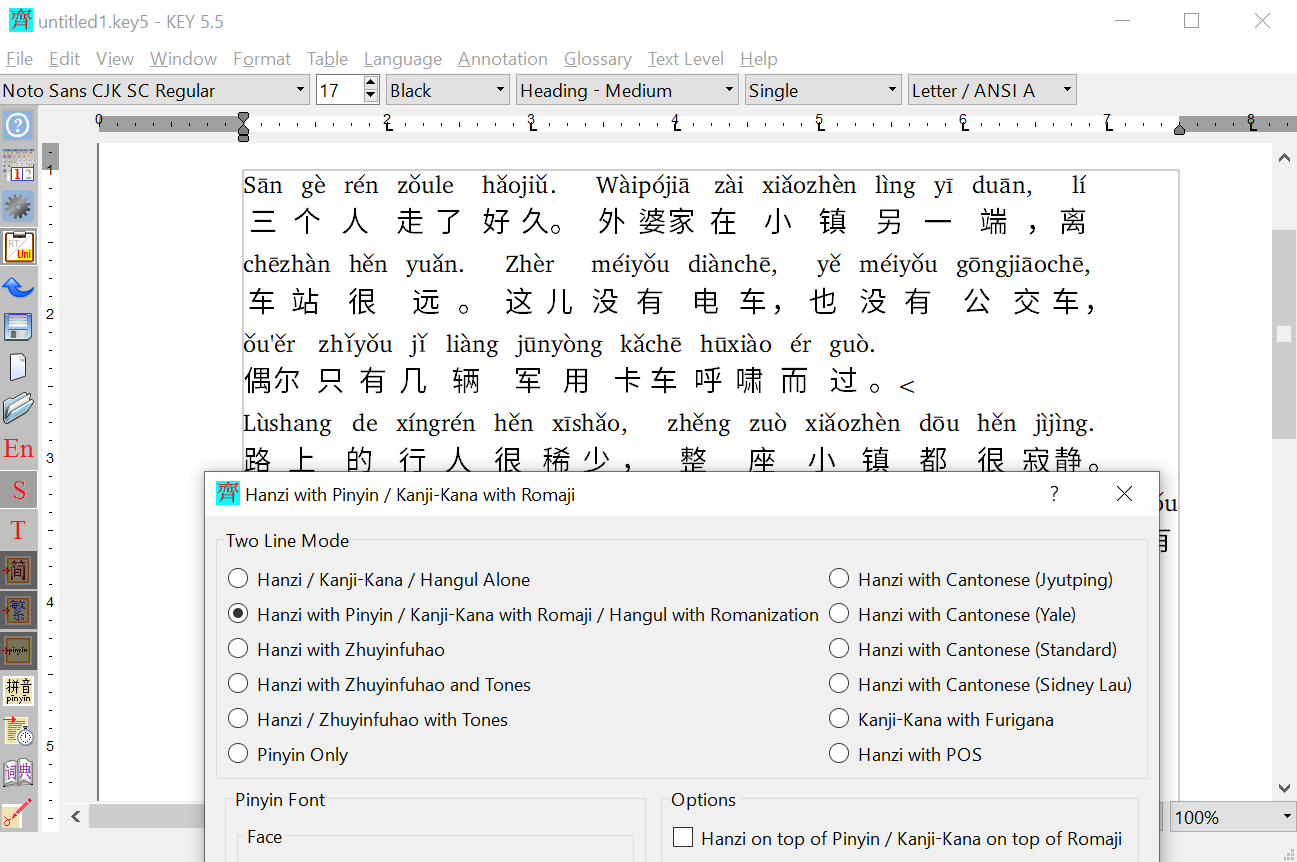 齊 untitled1.key5 - KEY 5.5
File Edit View Window Format Table Language Annotation Glossary Text Level Help
Noto Sans CJK SC Regular 17 Black Heading - Medium Single Letter / ANSI A
0 2 3 4 5 6 7 8
1
2
3
4
5
RT Uni
En
S
T
简
繁
pinyin
拼音
pīnyīn
词典
Sān gè rén zǒule hǎojiǔ. Wàipójiā zài xiǎozhèn lìng yī duān, lí
三个人走了好久。外婆家在小镇另一端，离
chēzhàn hěn yuǎn. Zhèr méiyǒu diànchē, yě méiyǒu gōngjiāochē,
车站很远。这儿没有电车，也没有公交车，
ǒu'ěr zhǐyǒu jǐ liàng jūnyòng kǎchē hūxiào ér guò.
偶尔只有几辆军用卡车呼啸而过。<
Lùshang de xíngrén hěn xīshǎo, zhěng zuò xiǎozhèn dōu hěn jìjìng.
路上的行人很稀少，整座小镇都很寂静。
齊 Hanzi with Pinyin / Kanji-Kana with Romaji ?
Two Line Mode
Hanzi / Kanji-Kana / Hangul Alone
Hanzi with Pinyin / Kanji-Kana with Romaji / Hangul with Romanization
Hanzi with Zhuyinfuhao
Hanzi with Zhuyinfuhao and Tones
Hanzi / Zhuyinfuhao with Tones
Pinyin Only
Hanzi with Cantonese (Jyutping)
Hanzi with Cantonese (Yale)
Hanzi with Cantonese (Standard)
Hanzi with Cantonese (Sidney Lau)
Kanji-Kana with Furigana
Hanzi with POS
Pinyin Font
Face
Options
Hanzi on top of Pinyin / Kanji-Kana on top of Romaji
100%